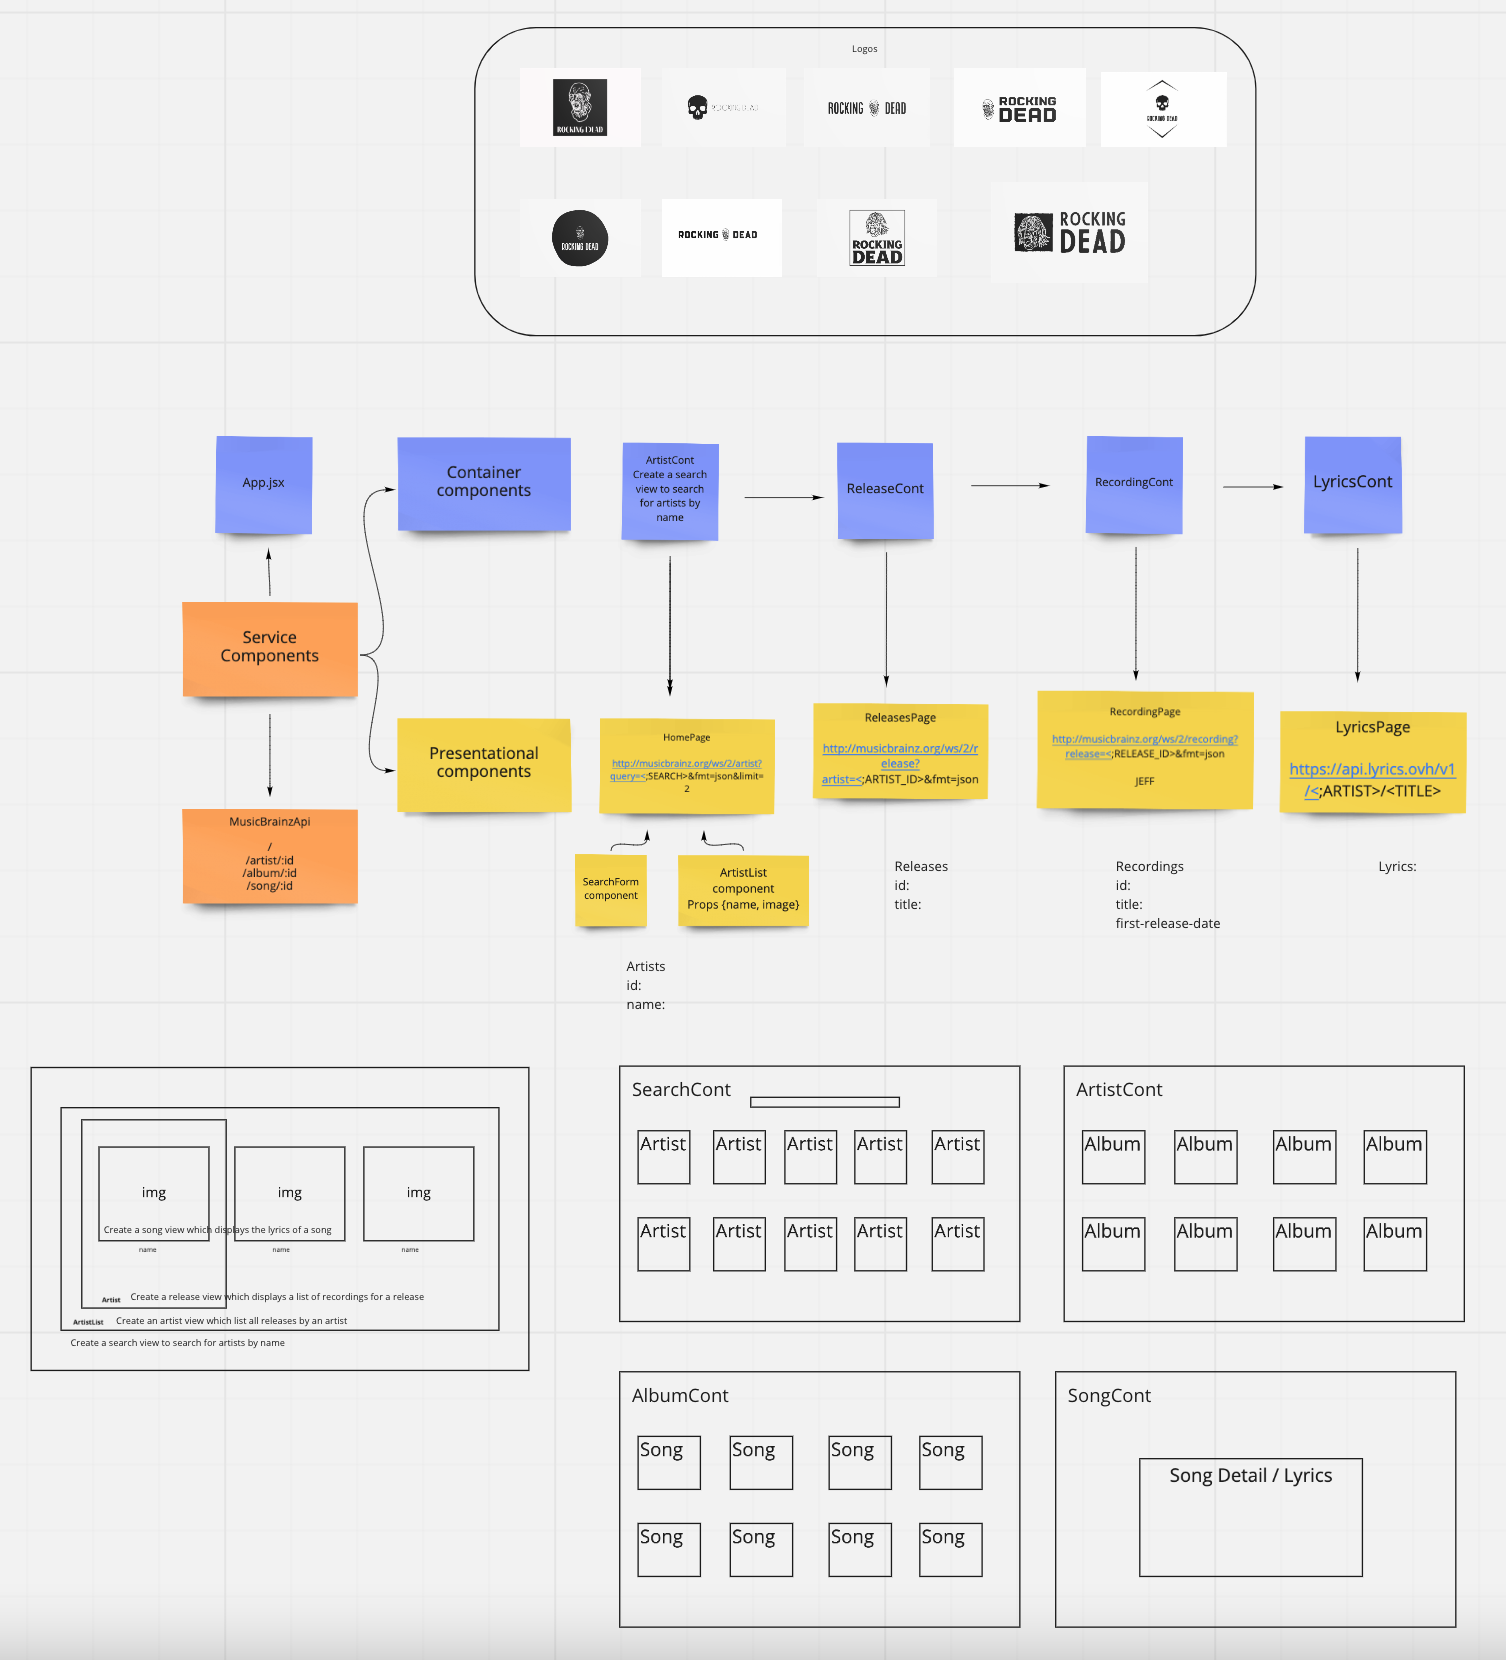 Logos
ROCKING DEAD
ROCKING DEAD
ROCKING DEAD
ROCKING
DEAD
ROCKING DEAD
ROCKING DEAD
ROCKING DEAD
ROCKING
DEAD
ROCKING
DEAD
App.jsx
Container
components
ArtistCont
Create a search
view to search
for artists by
name
ReleaseCont
RecordingCont
LyricsCont
Service
Components
Presentational
components
MusicBrainzApi
/
/artist/:id
/album/:id
/song/:id
HomePage
http://musicbrainz.org/ws/2/artist?
query=<;SEARCH>&fmt=json&limit=
2
ReleasesPage
http://musicbrainz.org/ws/2/r
elease?
artist=<;ARTIST_ID>&fmt=json
RecordingPage
http://musicbrainz.org/ws/2/recording?
release=<;RELEASE_ID>&fmt=json
JEFF
LyricsPage
https://api.lyrics.ovh/v1
/<;ARTIST>/<TITLE>
SearchForm
component
ArtistList
component
Props {name, image}
Artists
id:
name:
Releases
id:
title:
Recordings
id:
title:
first-release-date
Lyrics:
img
img
img
Create a song view which displays the lyrics of a song
name
name
name
Artist
Create a release view which displays a list of recordings for a release
ArtistList
Create an artist view which list all releases by an artist
Create a search view to search for artists by name
SearchCont
Artist
Artist
Artist
Artist
Artist
Artist
Artist
Artist
Artist
Artist
ArtistCont
Album
Album
Album
Album
Album
Album
Album
Album
AlbumCont
Song
Song
Song
Song
Song
Song
Song
Song
SongCont
Song Detail / Lyrics